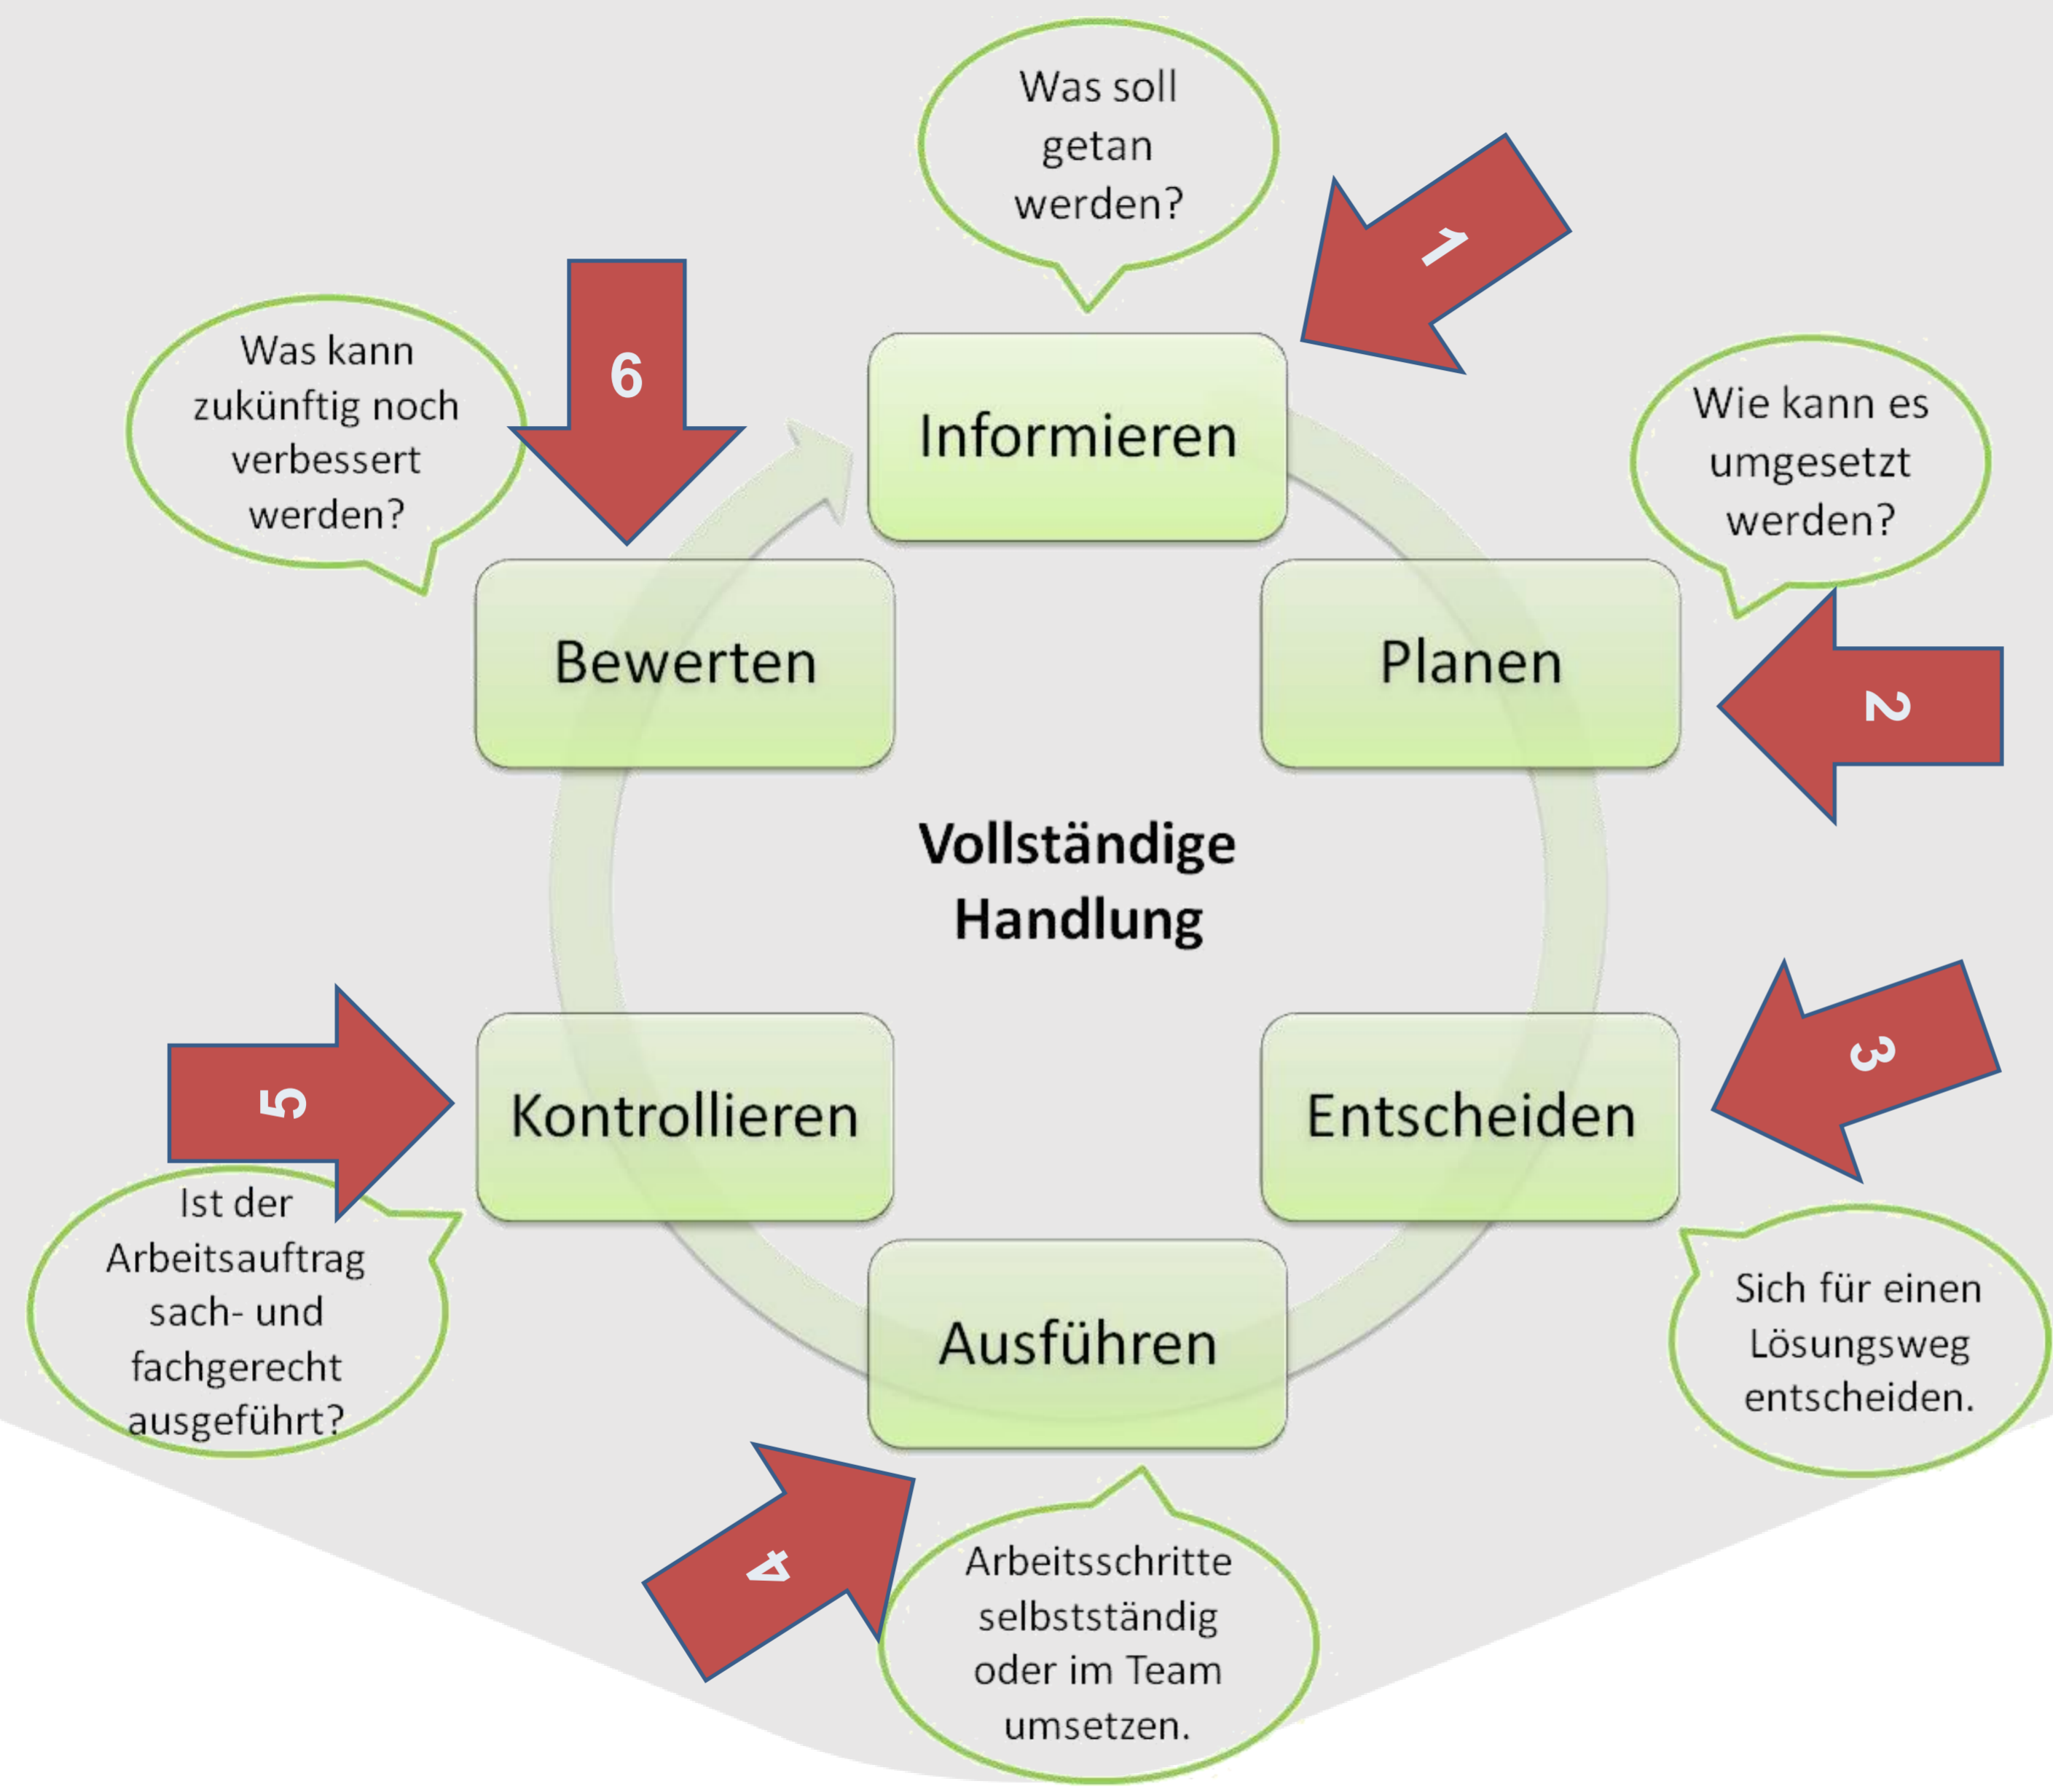 Was soll
getan
werden?
1
Informieren
Wie kann es
umgesetzt
werden?
2
Planen
3
Entscheiden
Sich für einen
Lösungsweg
entscheiden.
4
Ausführen
Arbeitsschritte
selbstständig
oder im Team
umsetzen.
5
Kontrollieren
Ist der
Arbeitsauftrag
sach- und
fachgerecht
ausgeführt?
6
Bewerten
Was kann
zukünftig noch
verbessert
werden?
Vollständige
Handlung